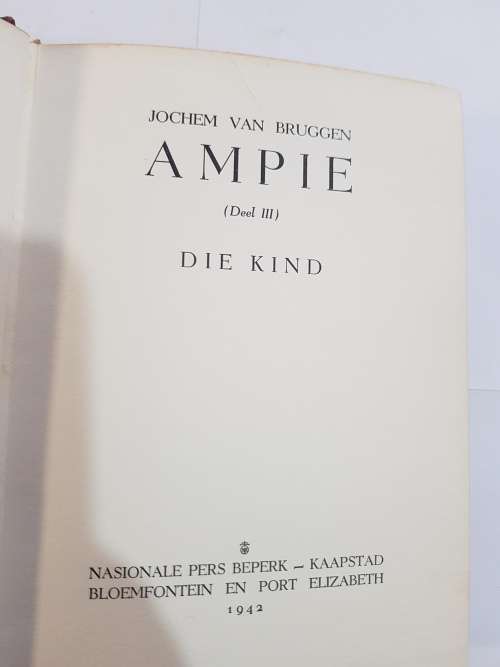 JOCHEM VAN BRUGGEN
AMPIE
(Deel III)
DIE KIND
NASIONALE PERS BEPERK — KAAPSTAD
BLOEMFONTEIN EN PORT ELIZABETH
1942